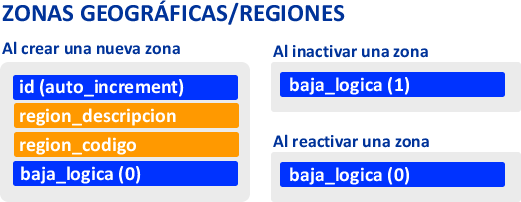 ZONAS GEOGRÁFICAS/REGIONES
Al crear una nueva zona
id (auto_increment)
region_descripcion
region_codigo
baja_logica (0)
Al inactivar una zona
baja_logica (1)
Al reactivar una zona
baja_logica (0)